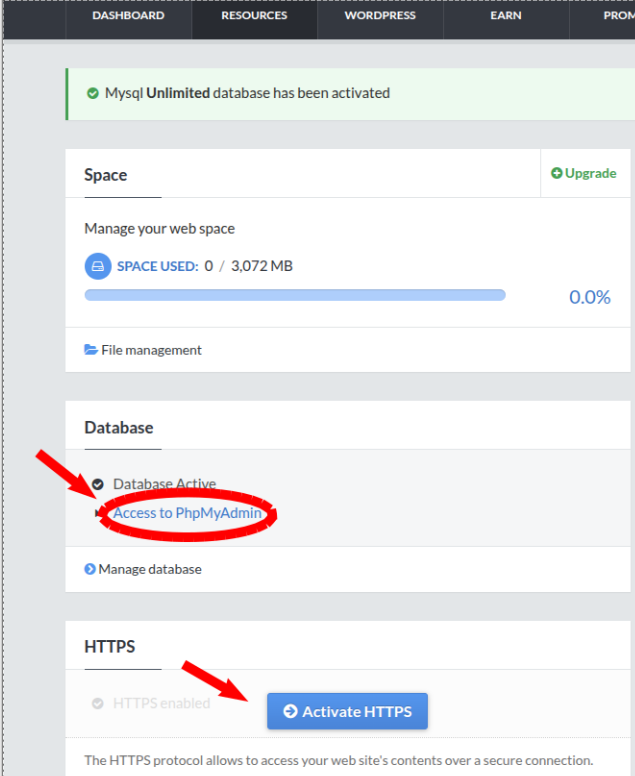 DASHBOARD RESOURCES WORDPRESS EARN PROM
Mysql Unlimited database has been activated
Space
Upgrade
Manage your web space
SPACE USED: 0 / 3,072 MB
0.0%
File management
Database
Database Active
Access to PhpMyAdmin
Manage database
HTTPS
HTTPS enabled
Activate HTTPS
The HTTPS protocol allows to access your web site's contents over a secure connection.